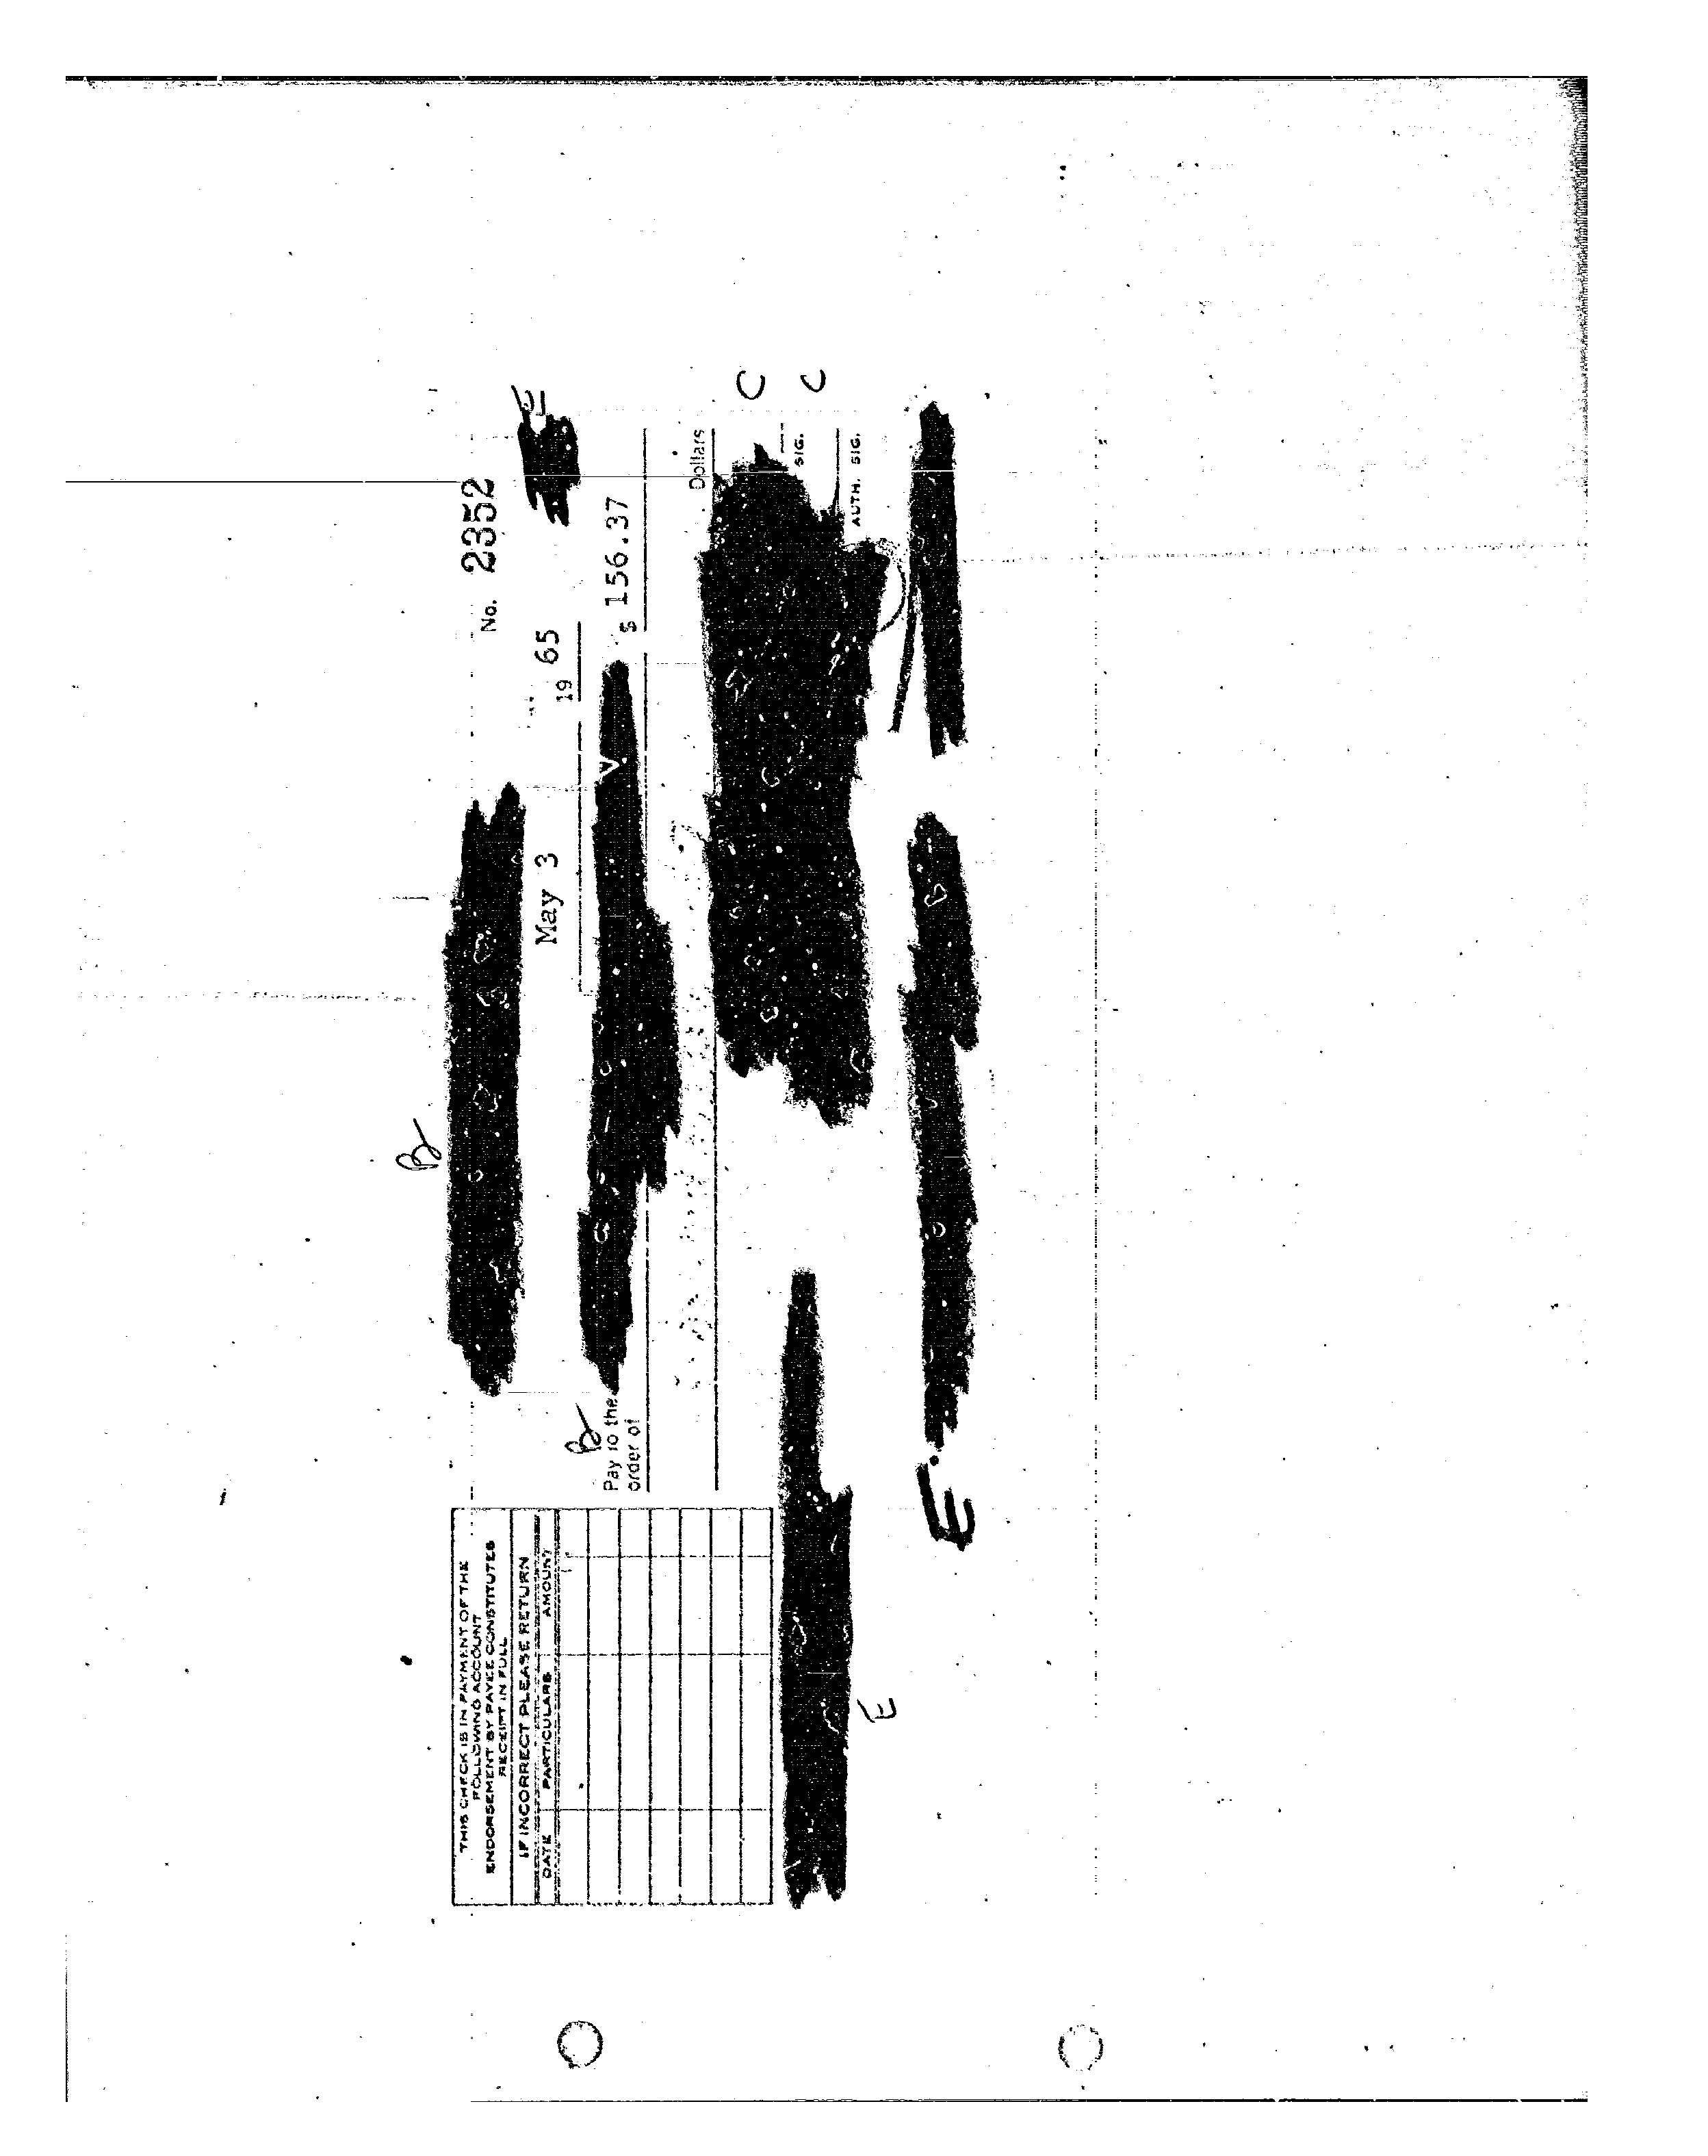 B
No. 2352
E
May 3 19 65
B
Pay to the
order of
$ 156.37
Dollars
C
SIG.
C
AUTH. SIG.
THIS CHECK IS IN PAYMENT OF THE
FOLLOWING ACCOUNT
ENDORSEMENT BY PAYEE CONSTITUTES
RECEIPT IN FULL
IF INCORRECT PLEASE RETURN
DATE PARTICULARS AMOUNT
E
E.